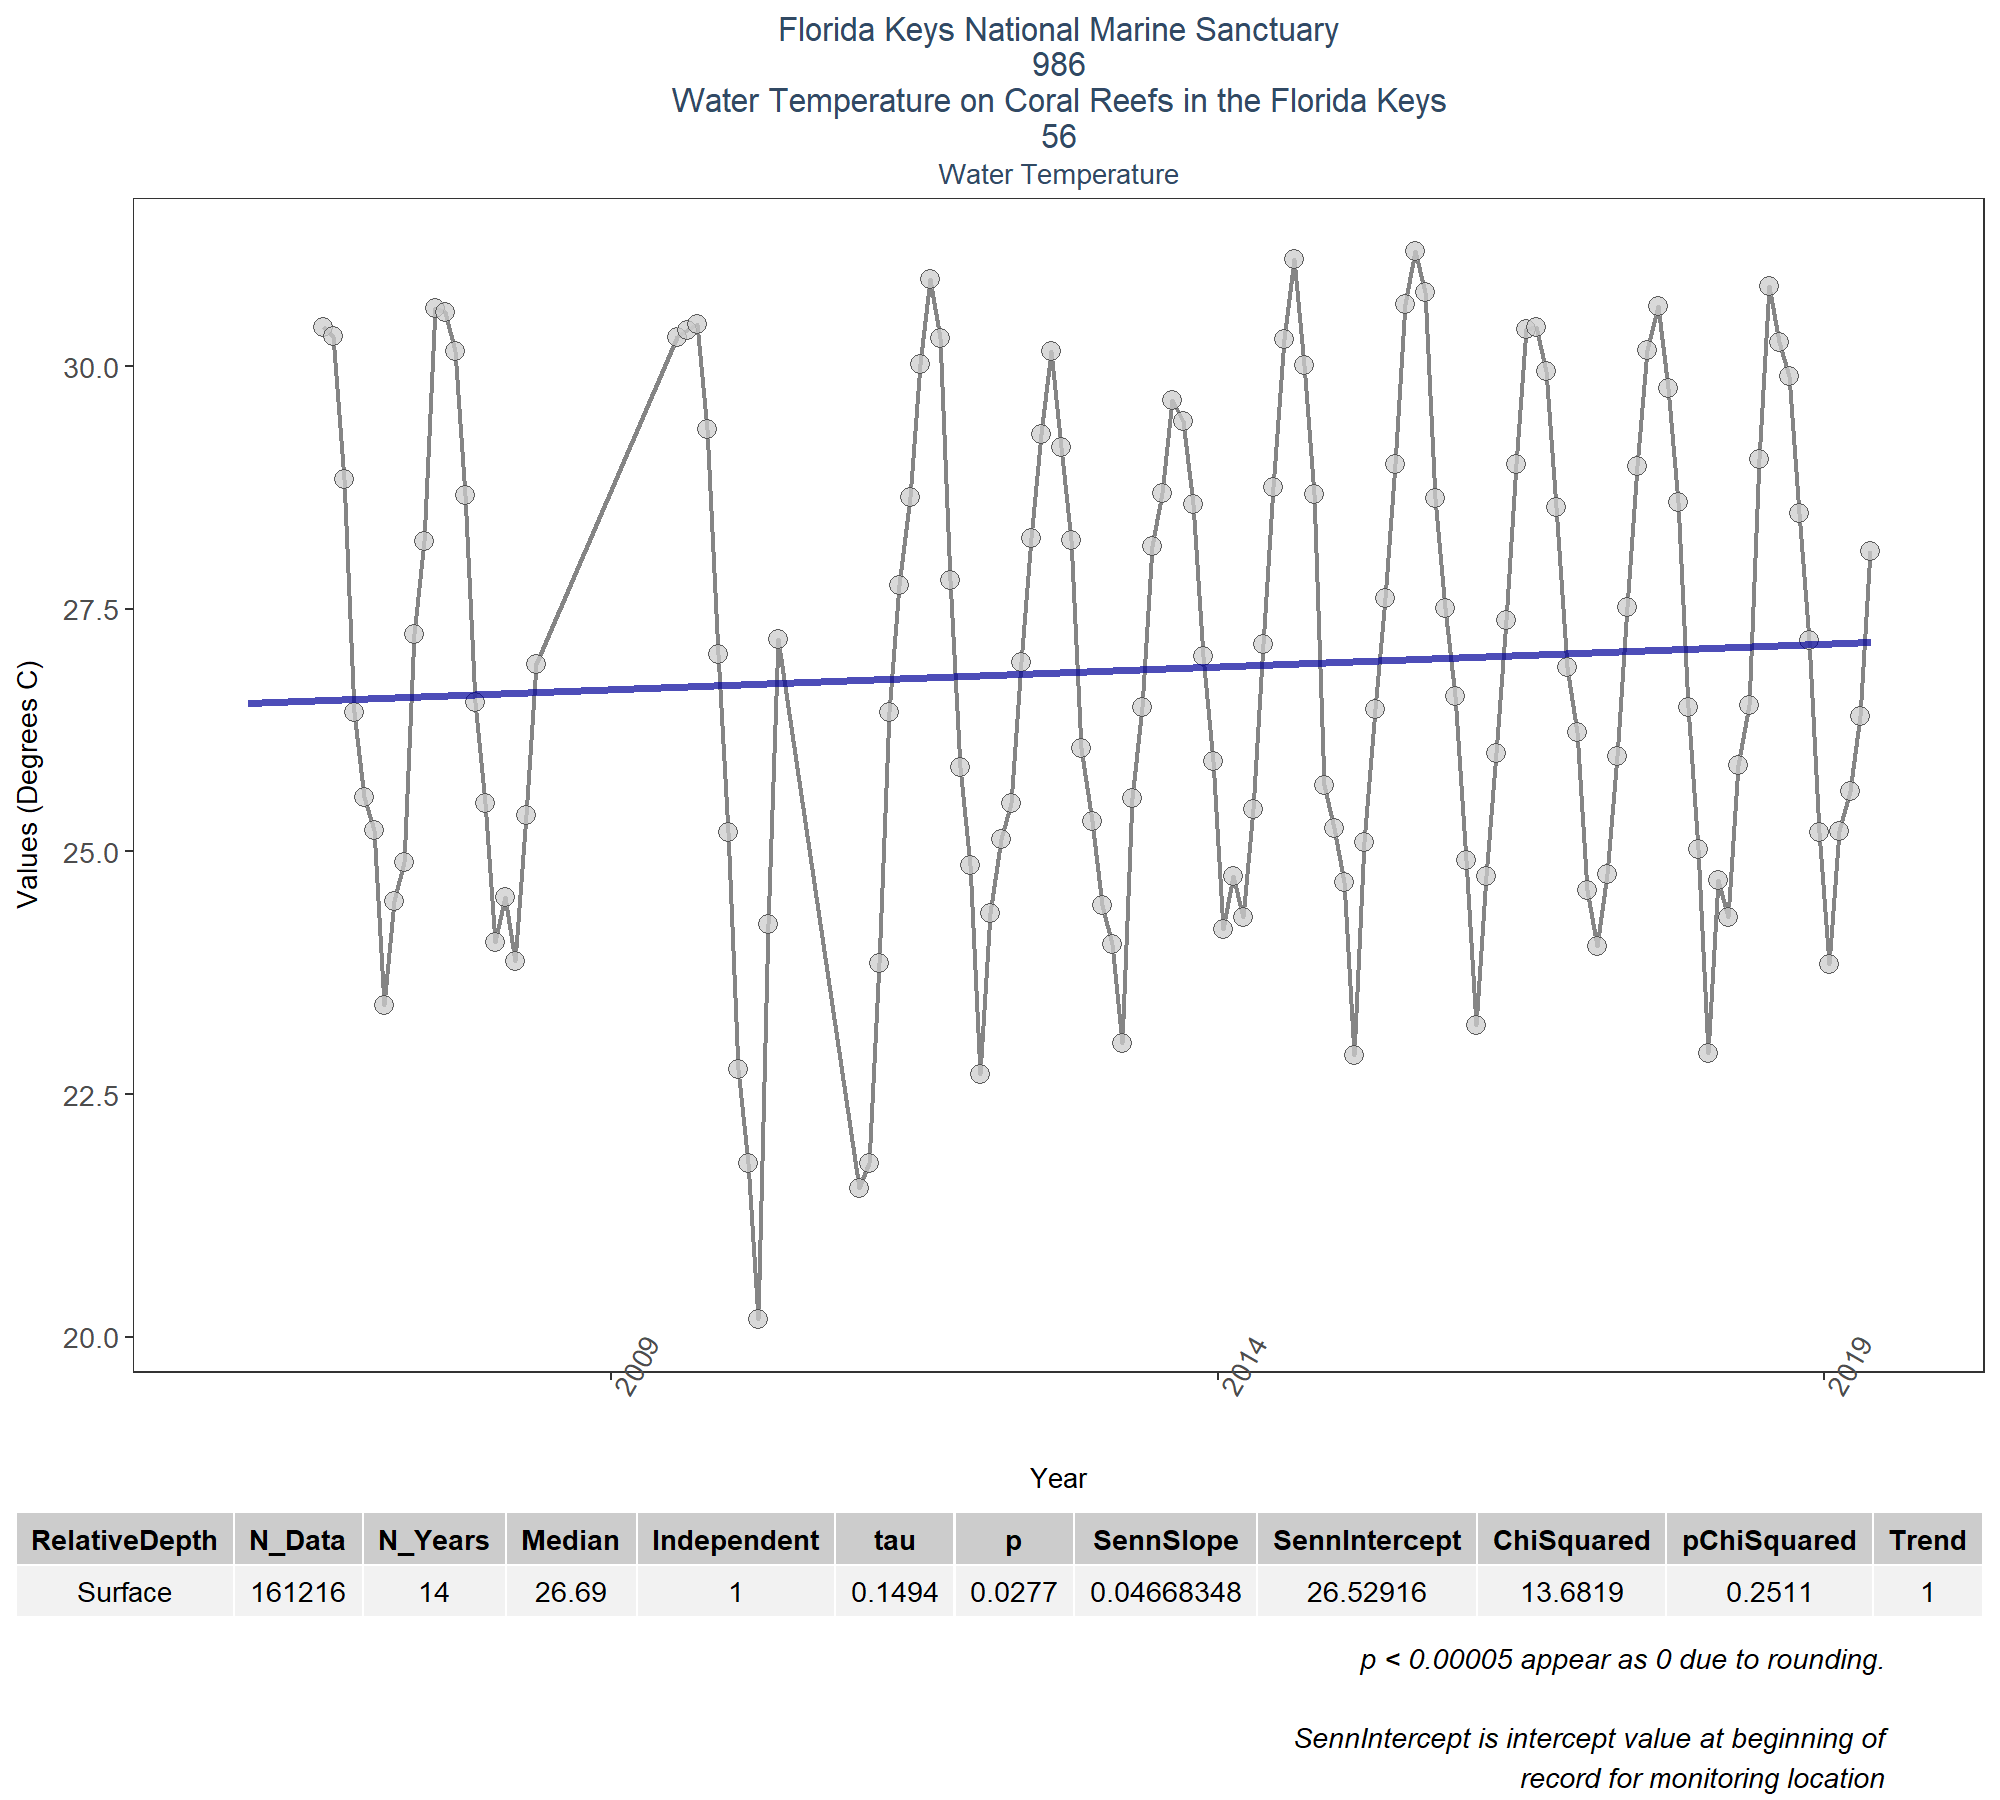 Florida Keys National Marine Sanctuary
986
Water Temperature on Coral Reefs in the Florida Keys
56
Water Temperature
Values (Degrees C)
30.0
27.5
25.0
22.5
20.0
2009
2014
2019
Year
RelativeDepth N_Data N_Years Median Independent tau p SennSlope SennIntercept ChiSquared pChiSquared Trend
Surface 161216 14 26.69 1 0.1494 0.0277 0.04668348 26.52916 13.6819 0.2511 1
p < 0.00005 appear as 0 due to rounding.
SennIntercept is intercept value at beginning of
record for monitoring location